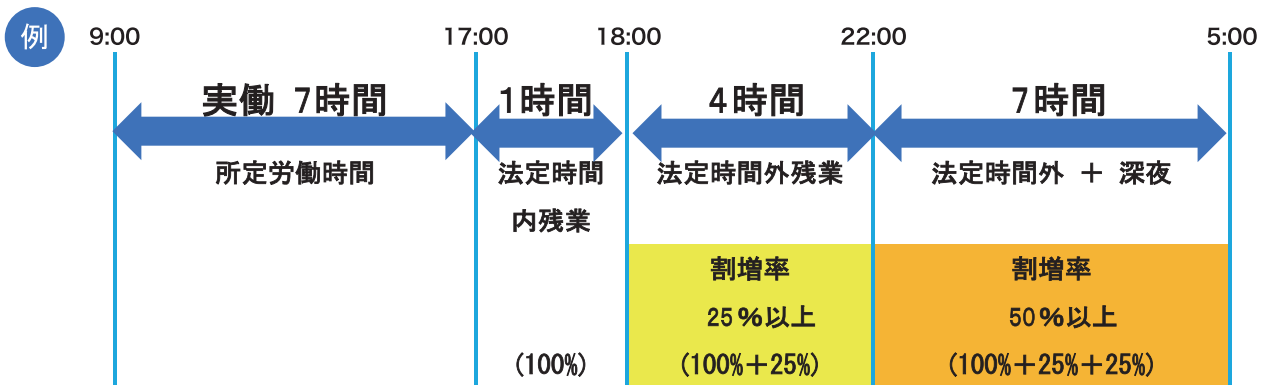 例
9:00 17:00 18:00 22:00 5:00
実働 7時間 1時間 4時間 7時間
所定労働時間 法定時間 法定時間外残業 法定時間外 ＋ 深夜
内残業
割増率 割増率
25％以上 50％以上
(100%) (100%＋25%) (100%＋25%＋25%)